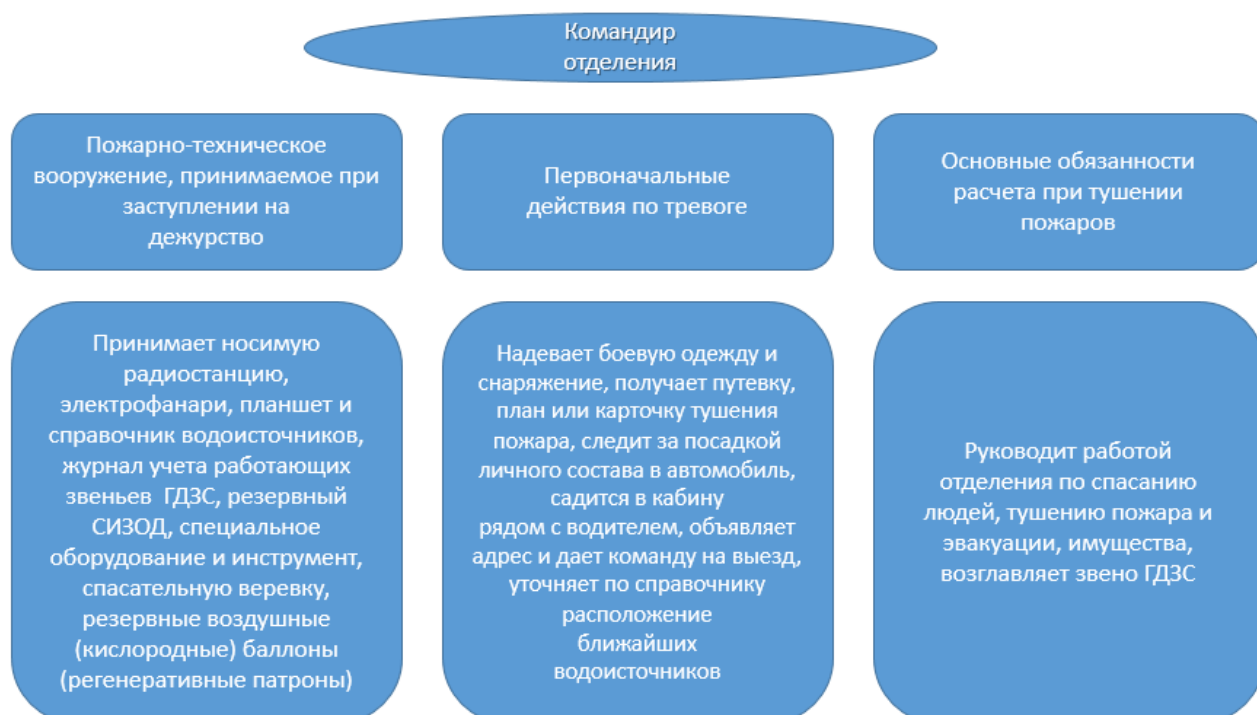 Командир
отделения
Пожарно-техническое
вооружение, принимаемое при
заступлении на
дежурство
Первоначальные
действия по тревоге
Основные обязанности
расчета при тушении
пожаров
Принимает носимую
радиостанцию,
электрофанари, планшет и
справочник водоисточников,
журнал учета работающих
звеньев ГДЗС, резервный
СИЗОД, специальное
оборудование и инструмент,
спасательную веревку,
резервные воздушные
(кислородные) баллоны
(регенеративные патроны)
Надевает боевую одежду и
снаряжение, получает путевку,
план или карточку тушения
пожара, следит за посадкой
личного состава в автомобиль,
садится в кабину
рядом с водителем, объявляет
адрес и дает команду на выезд,
уточняет по справочнику
расположение
ближайших
водоисточников
Руководит работой
отделения по спасанию
людей, тушению пожара и
эвакуации, имущества,
возглавляет звено ГДЗС